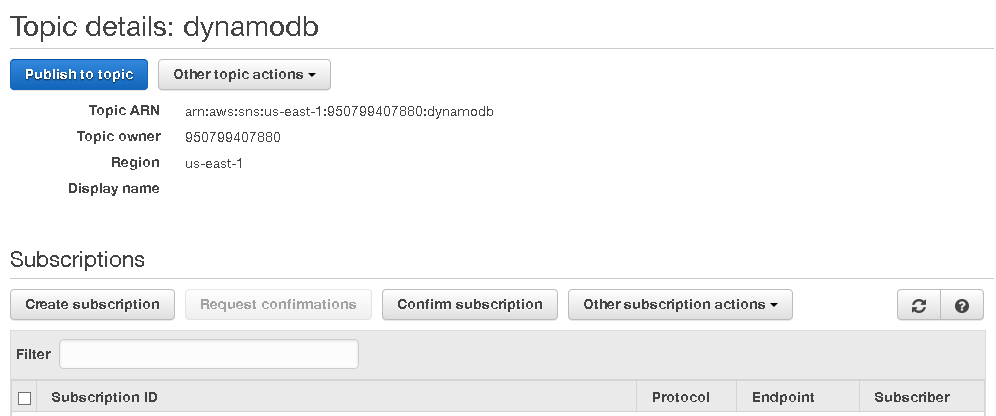 Topic details: dynamodb
Publish to topic Other topic actions
Topic ARN arn:aws:sns:us-east-1:950799407880:dynamodb
Topic owner 950799407880
Region us-east-1
Display name
Subscriptions
Create subscription Request confirmations Confirm subscription Other subscription actions ?
Filter
Subscription ID Protocol Endpoint Subscriber